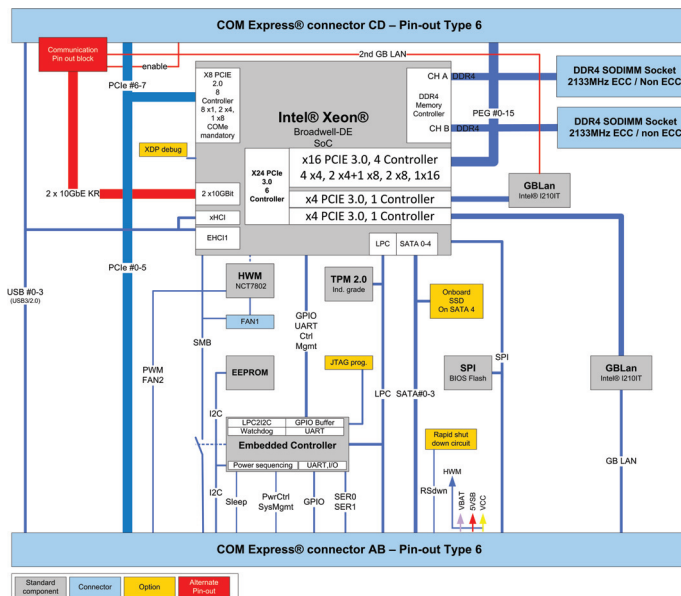 COM Express® connector CD – Pin-out Type 6
Communication
Pin out block
enable
2nd GB LAN
PCIe #6-7
X8 PCIE
2.0
8
Controller
8 x1, 2 x4,
1 x8
COMe
mandatory
Intel® Xeon®
Broadwell-DE
SoC
CH A
DDR4
DDR4
Memory
Controller
CH B
DDR4
DDR4 SODIMM Socket
2133MHz ECC / Non ECC
PEG #0-15
DDR4 SODIMM Socket
2133MHz ECC / non ECC
XDP debug
x16 PCIE 3.0, 4 Controller
4 x4, 2 x4+1 x8, 2 x8, 1x16
X24 PCIe
3.0
6
Controller
2 x 10GbE KR
2 x10GBit
x4 PCIE 3.0, 1 Controller
x4 PCIE 3.0, 1 Controller
GBLan
Intel® I210IT
xHCI
EHCI1
LPC
SATA 0-4
PCIe #0-5
USB #0-3
(USB3/2.0)
HWM
NCT7802
FAN1
TPM 2.0
Ind. grade
Onboard
SSD
On SATA 4
GPIO
UART
Ctrl
Mgmt
SMB
PWM
FAN2
EEPROM
JTAG prog.
SPI
SPI
BIOS Flash
GBLan
Intel® I210IT
LPC
SATA#0-3
I2C
LPC2I2C
GPIO Buffer
Watchdog
UART
Embedded Controller
Power sequencing
UART,I/O
Rapid shut
down circuit
GB LAN
HWM
I2C
Sleep
PwrCtrl
SysMgmt
GPIO
SER0
SER1
RSdwn
VBAT
5VSB
VCC
COM Express® connector AB – Pin-out Type 6
Standard
component
Connector
Option
Alternate
Pin-out